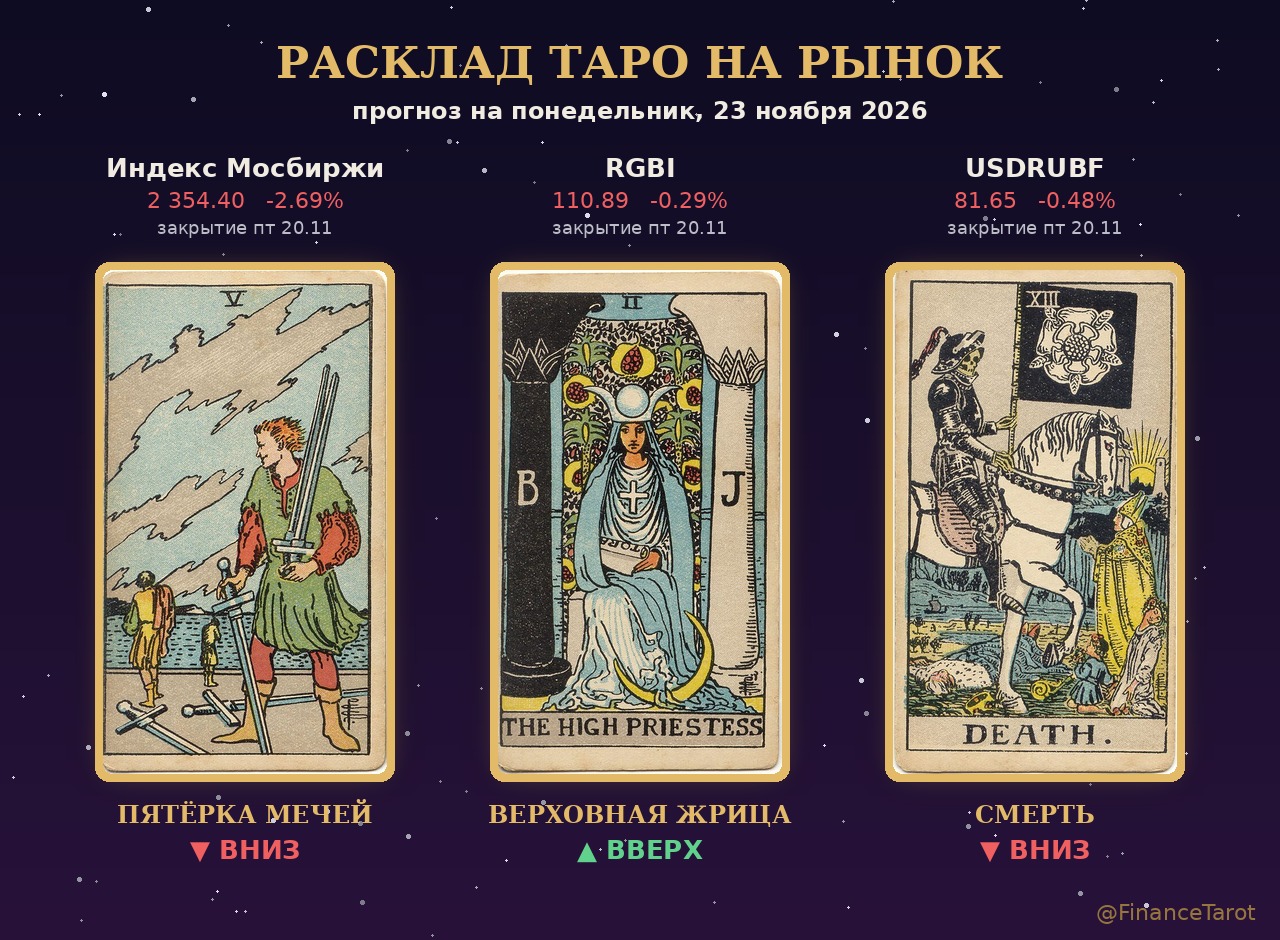 РАСКЛАД ТАРО НА РЫНОК
прогноз на понедельник, 23 ноября 2026
Индекс Мосбиржи
2 354.40 -2.69%
закрытие пт 20.11
RGBI
110.89 -0.29%
закрытие пт 20.11
USDRUBF
81.65 -0.48%
закрытие пт 20.11
V
ПЯТЁРКА МЕЧЕЙ
▼ ВНИЗ
II
B
J
TORA
THE HIGH PRIESTESS
ВЕРХОВНАЯ ЖРИЦА
▲ ВВЕРХ
XIII
DEATH.
СМЕРТЬ
▼ ВНИЗ
@FinanceTarot